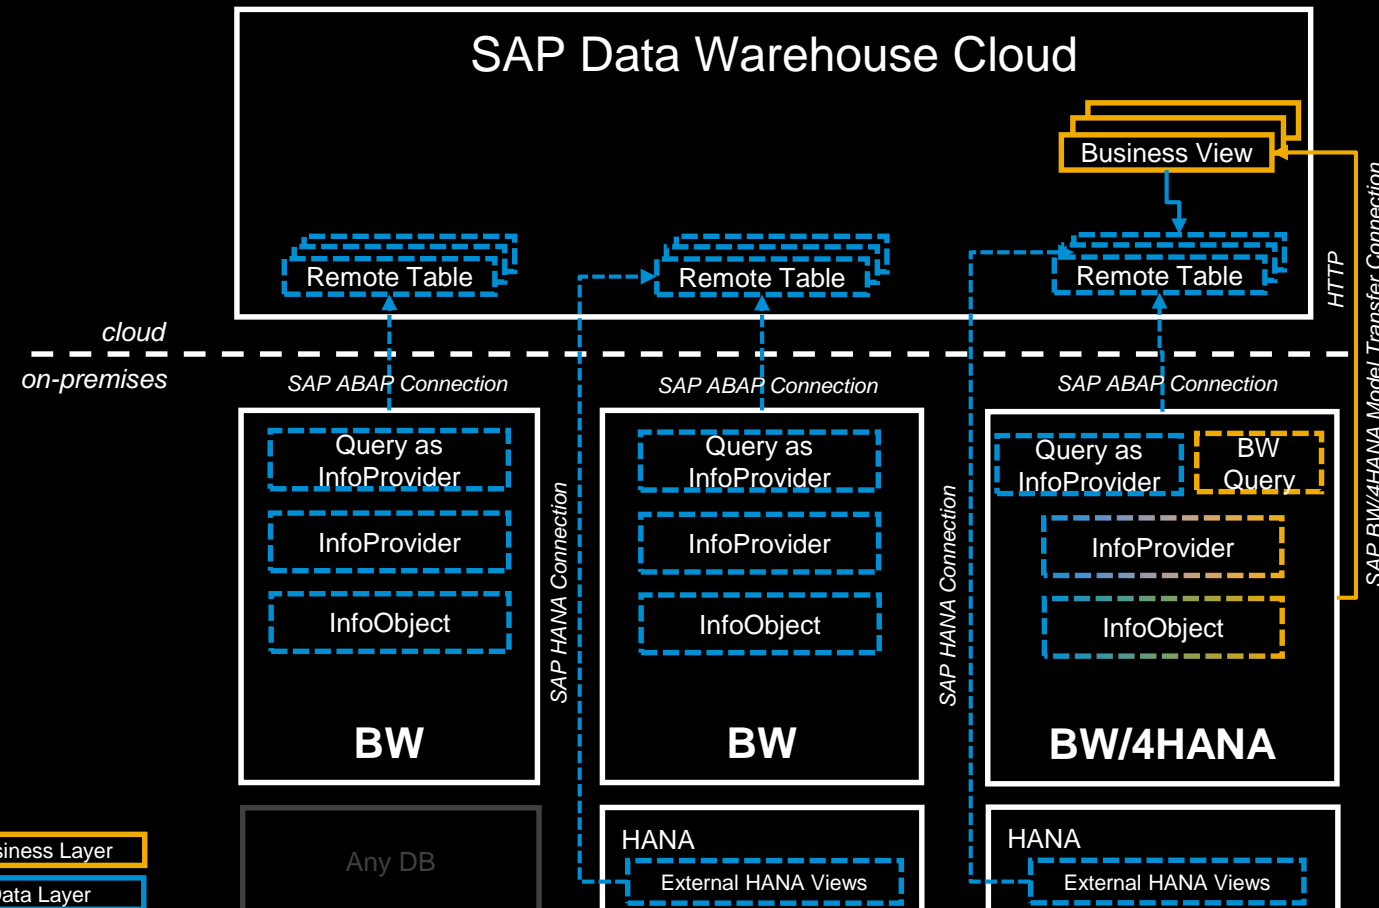 SAP Data Warehouse Cloud
Business View
Remote Table
Remote Table
Remote Table
HTTP
SAP BW/4HANA Model Transfer Connection
cloud
on-premises
SAP ABAP Connection
SAP ABAP Connection
SAP ABAP Connection
Query as
InfoProvider
InfoProvider
InfoObject
BW
SAP HANA Connection
Query as
InfoProvider
InfoProvider
InfoObject
BW
SAP HANA Connection
Query as
InfoProvider
BW
Query
InfoProvider
InfoObject
BW/4HANA
Any DB
HANA
External HANA Views
HANA
External HANA Views
siness Layer
Data Layer